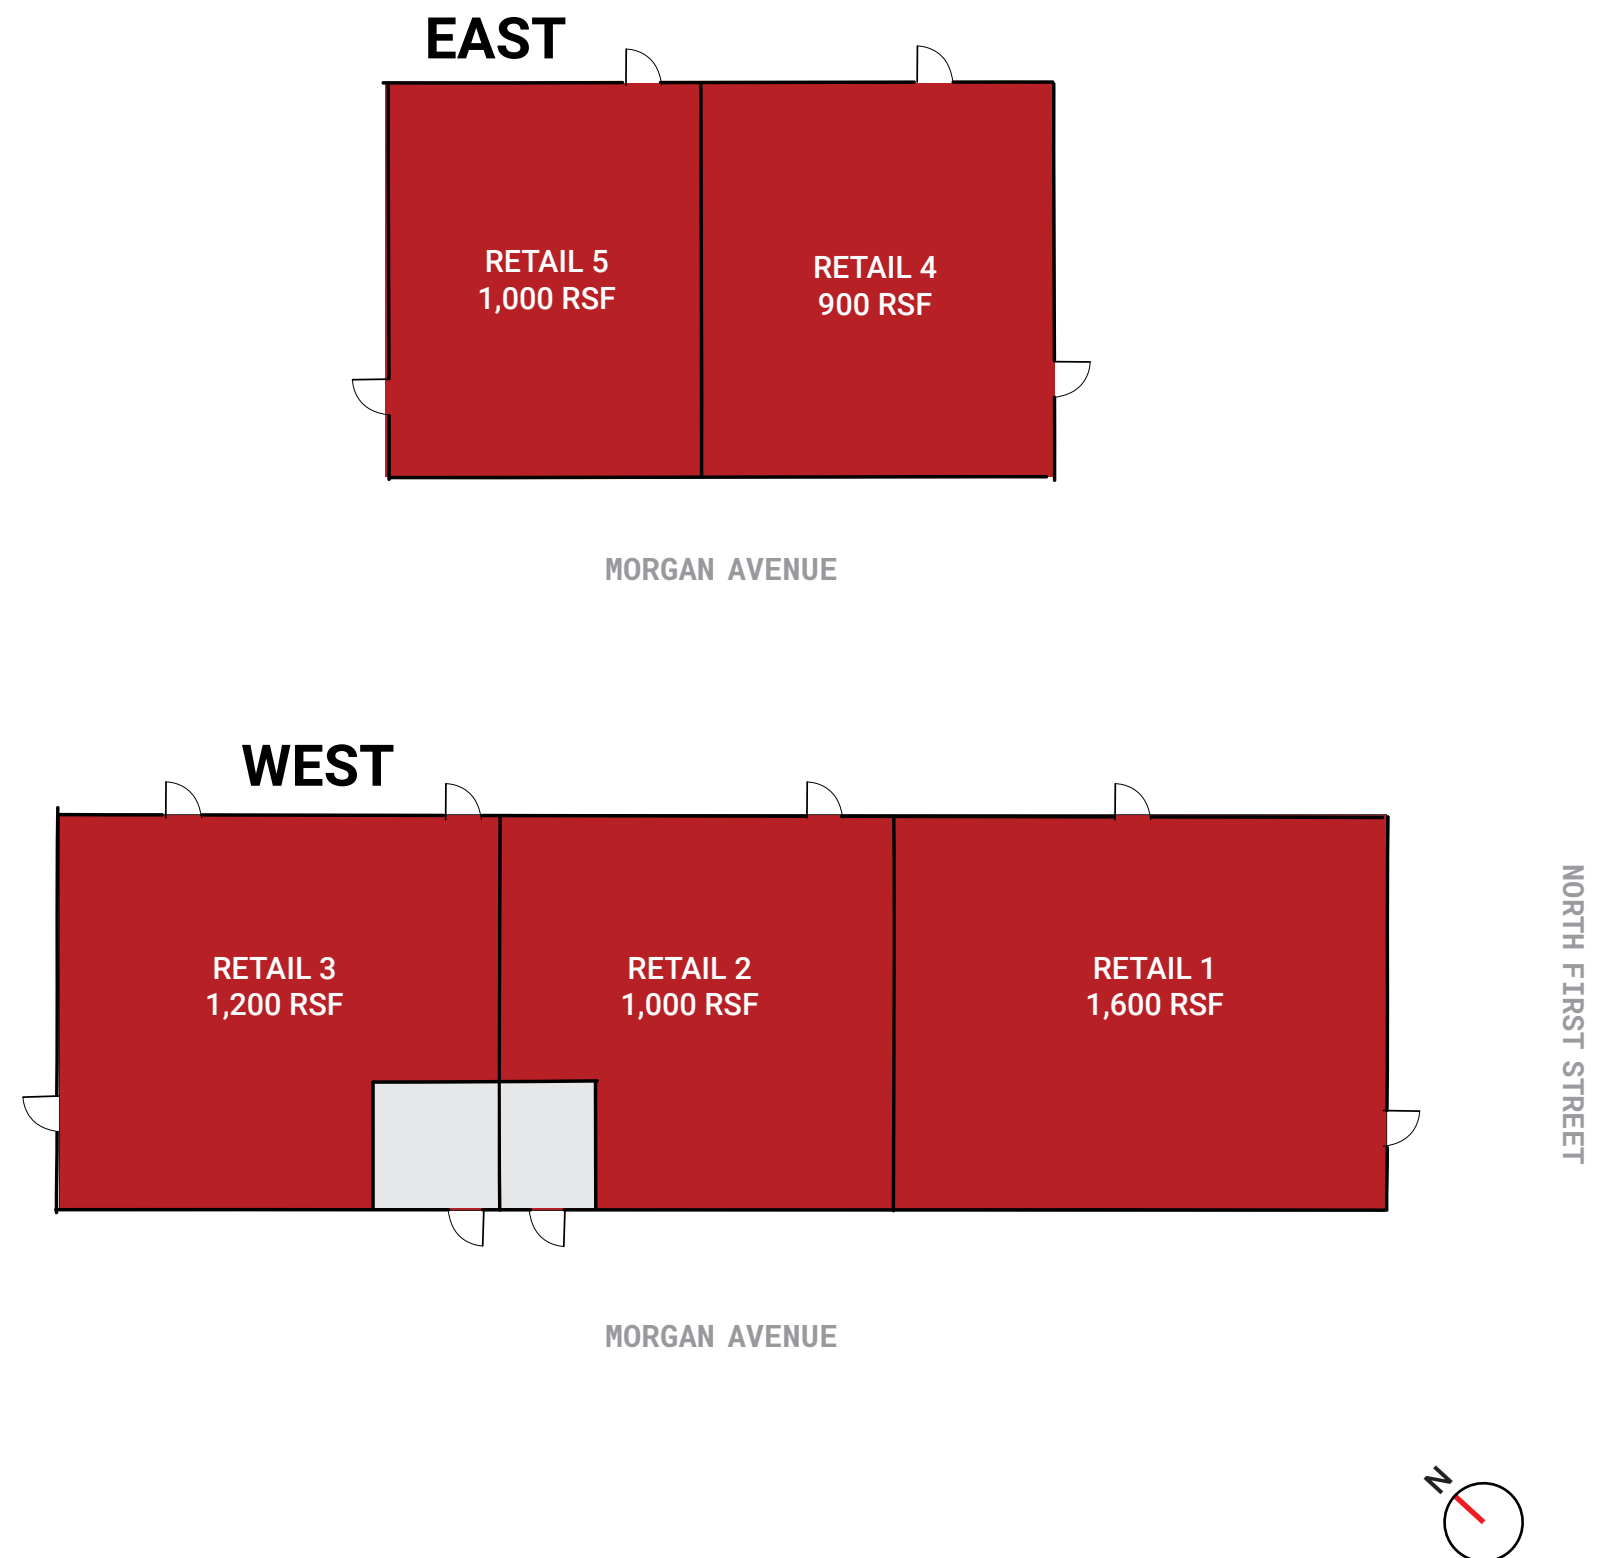 EAST
RETAIL 5
1,000 RSF
RETAIL 4
900 RSF
MORGAN AVENUE
WEST
RETAIL 3
1,200 RSF
RETAIL 2
1,000 RSF
RETAIL 1
1,600 RSF
NORTH FIRST STREET
MORGAN AVENUE
N